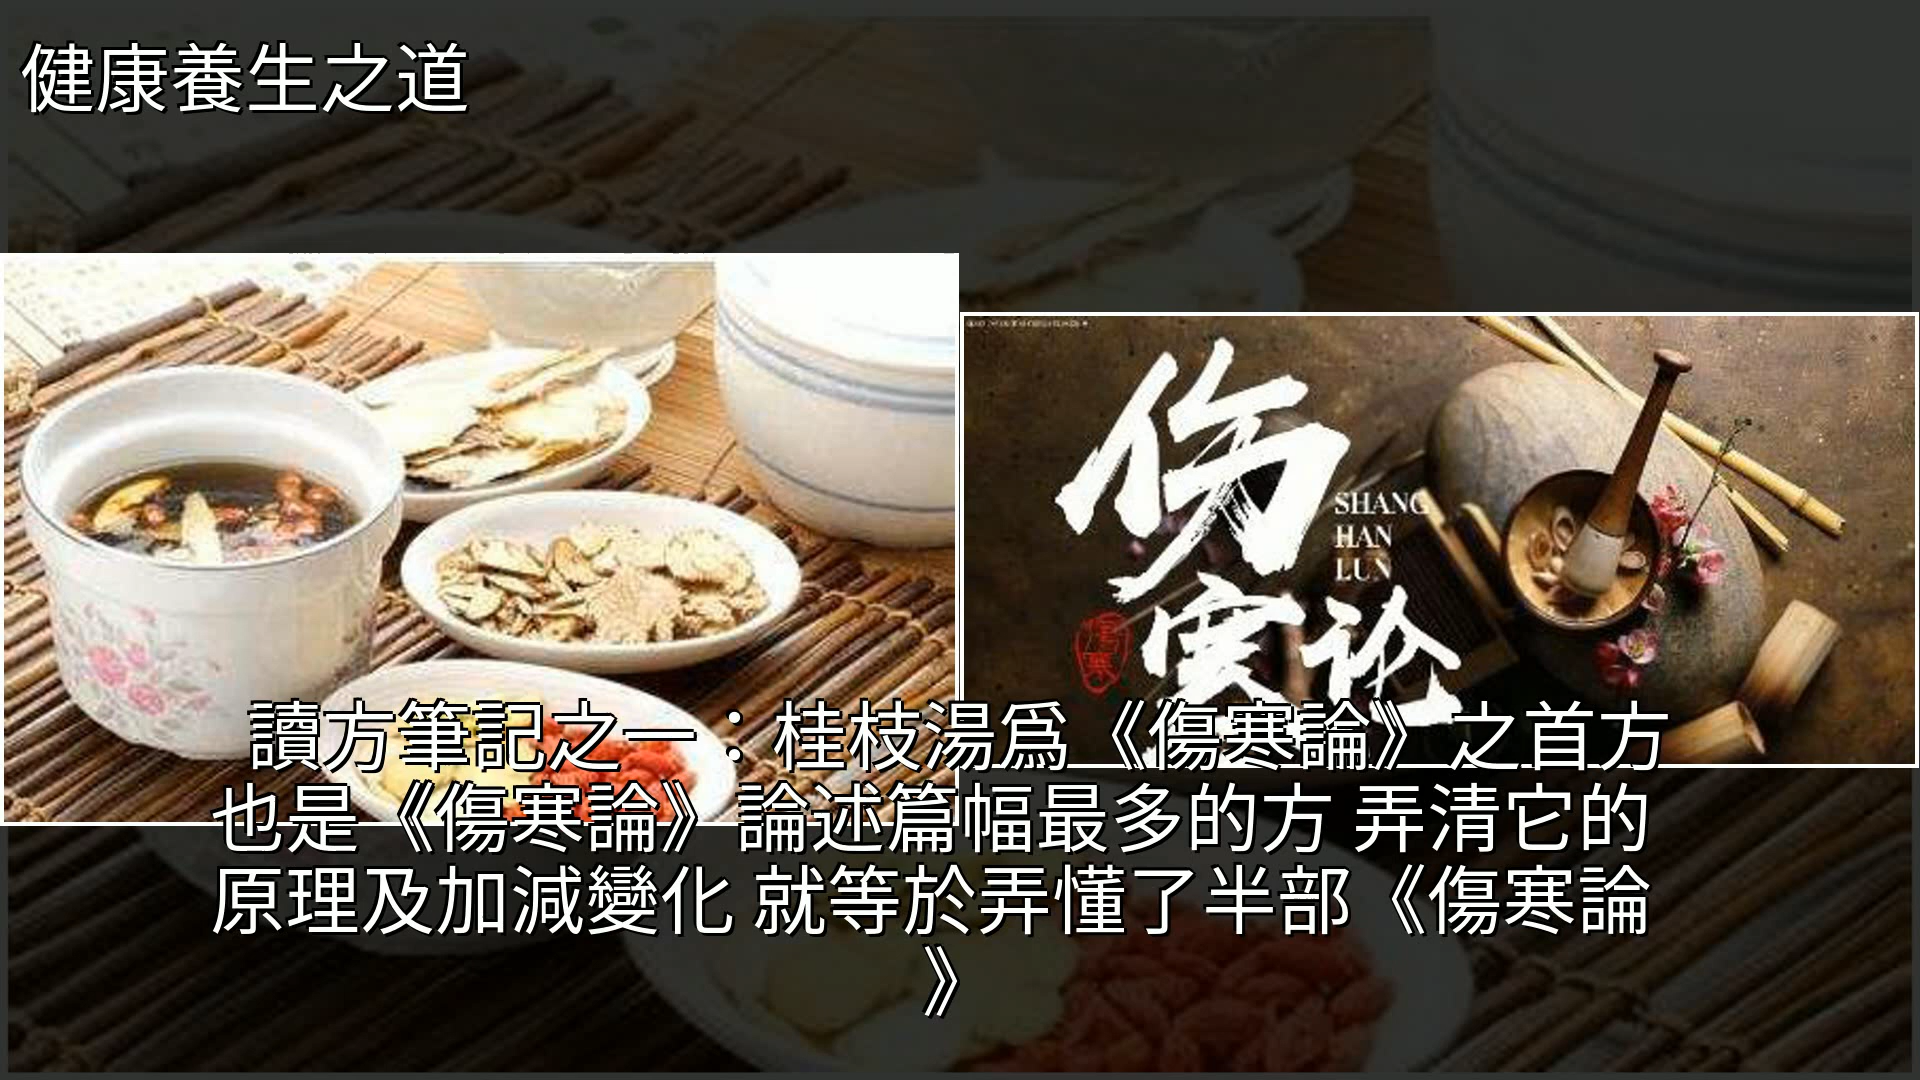 健康養生之道
伤
SHANG
HAN
LUN
寒论
讀方筆記之一：桂枝湯爲《傷寒論》之首方
也是《傷寒論》論述篇幅最多的方 弄清它的
原理及加減變化 就等於弄懂了半部《傷寒論
》